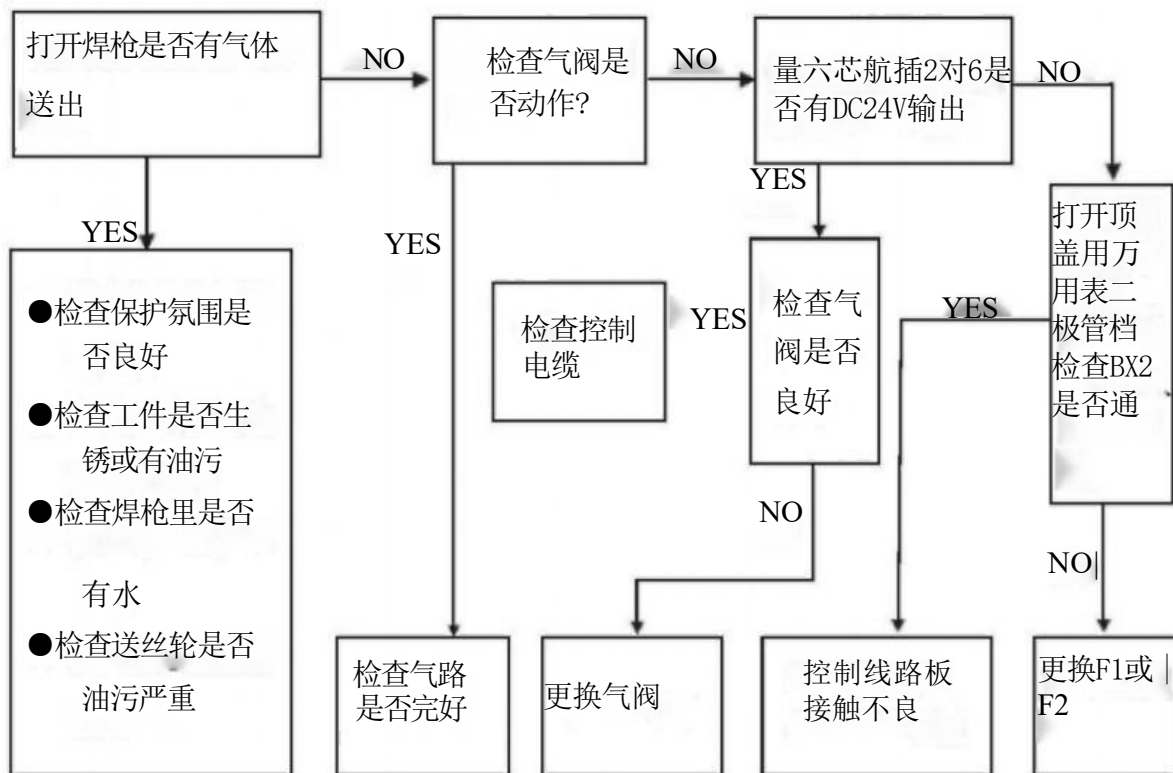 打开焊枪是否有气体
送出
NO
检查气阀是
否动作?
NO
量六芯航插2对6是
否有DC24V输出
NO
YES
●检查保护氛围是
否良好
●检查工件是否生
锈或有油污
●检查焊枪里是否
有水
●检查送丝轮是否
油污严重
YES
检查气路
是否完好
YES
检查气
阀是否
良好
YES
检查控制
电缆
NO
更换气阀
打开顶
盖用万
用表二
极管档
检查BX2
是否通
YES
控制线路板
接触不良
NO|
更换F1或|
F2